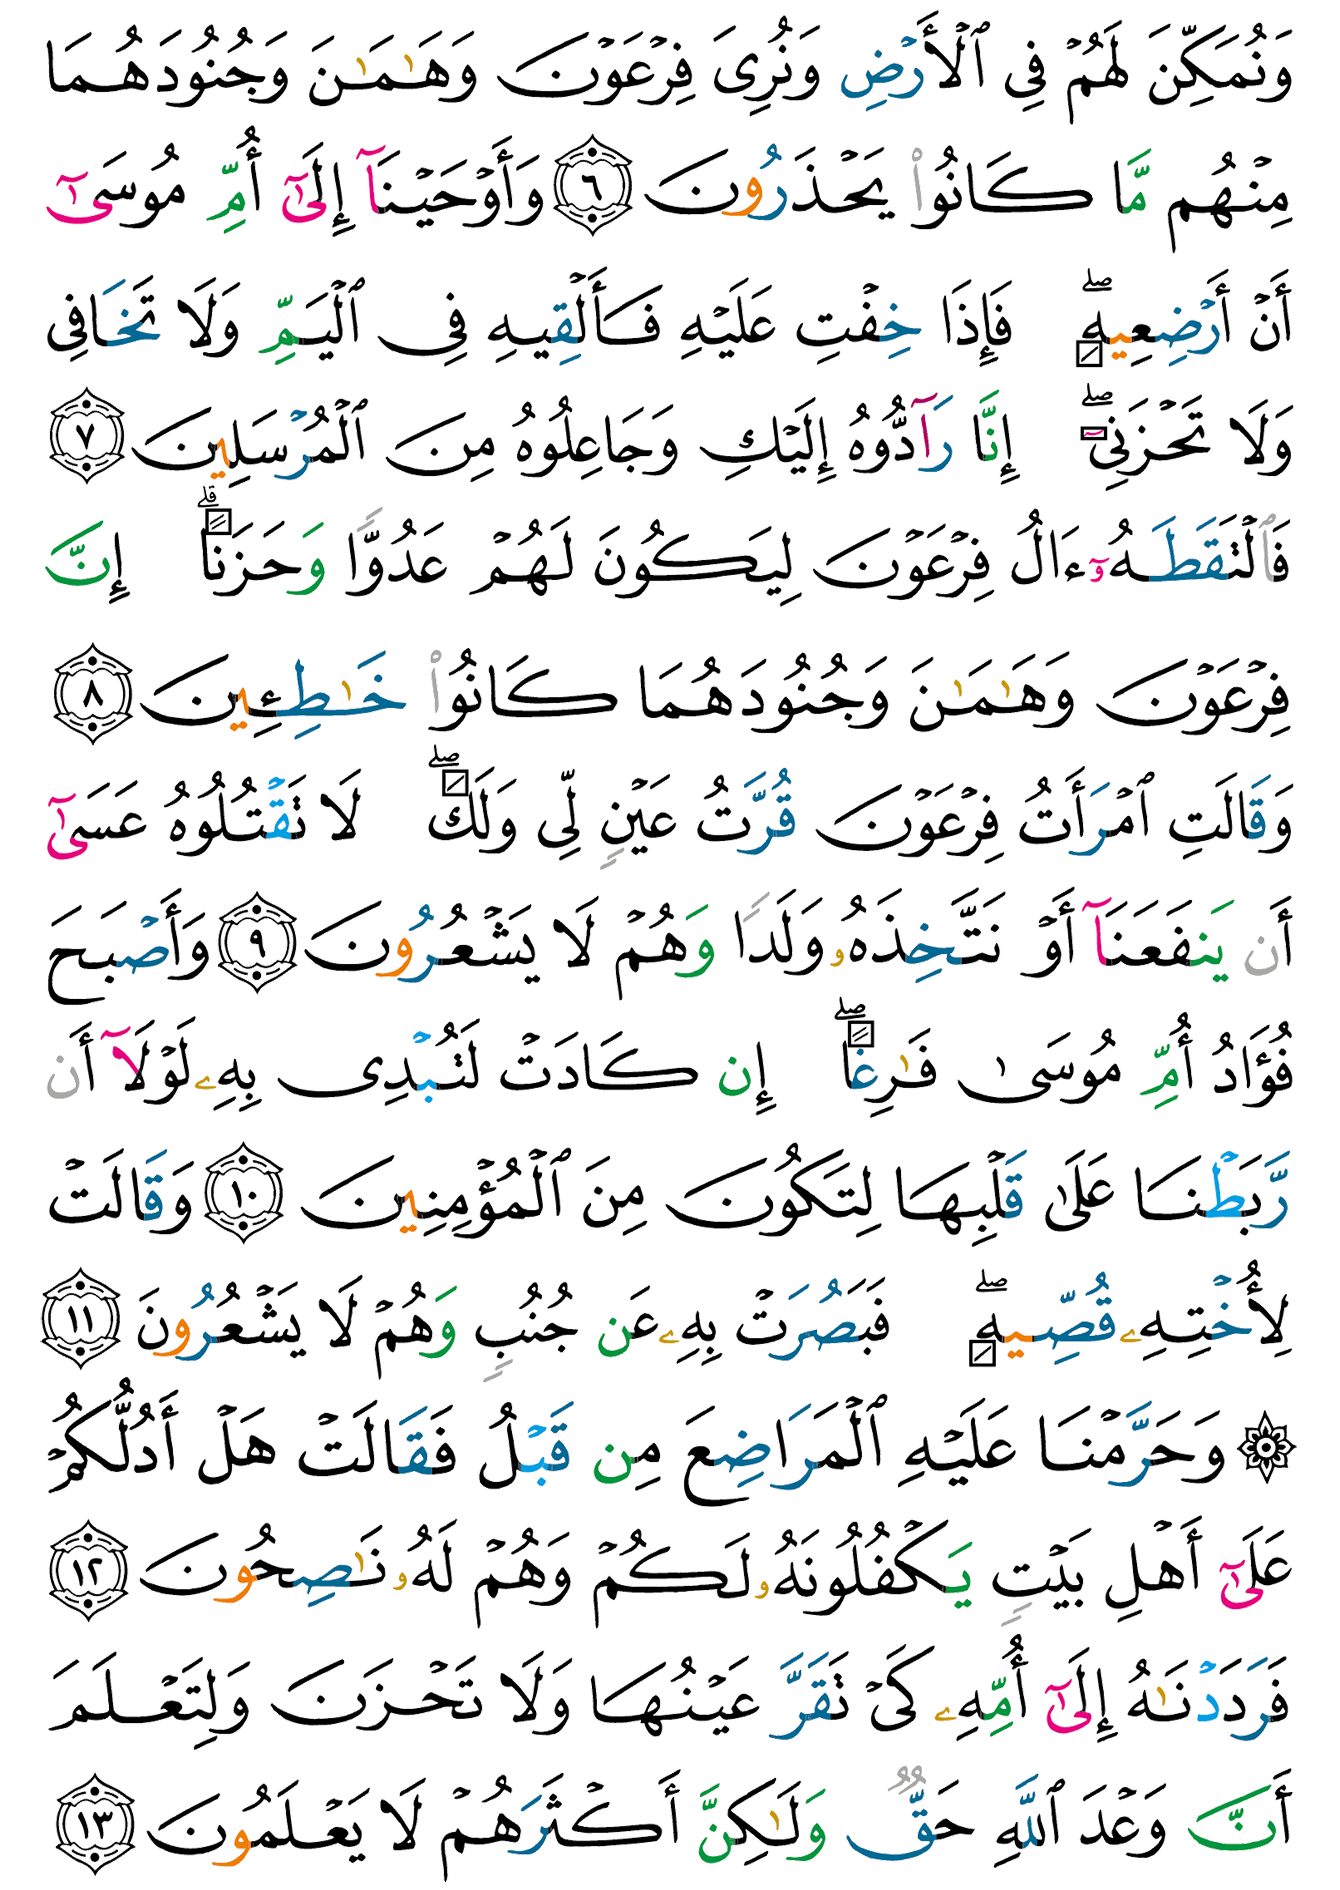 وَنُمَكِّنَ لَهُمۡ فِي ٱلۡأَرۡضِ وَنُرِيَ فِرۡعَوۡنَ وَهَٰمَٰنَ وَجُنُودَهُمَا
مِنۡهُم مَّا كَانُواْ يَحۡذَرُونَ ٦ وَأَوۡحَيۡنَآ إِلَىٰٓ أُمِّ مُوسَىٰٓ
أَنۡ أَرۡضِعِيهِۖ فَإِذَا خِفۡتِ عَلَيۡهِ فَأَلۡقِيهِ فِي ٱلۡيَمِّ وَلَا تَخَافِي
وَلَا تَحۡزَنِيٓۖ إِنَّا رَآدُّوهُ إِلَيۡكِ وَجَاعِلُوهُ مِنَ ٱلۡمُرۡسَلِينَ ٧
فَٱلۡتَقَطَهُۥٓ ءَالُ فِرۡعَوۡنَ لِيَكُونَ لَهُمۡ عَدُوّٗا وَحَزَنًاۗ إِنَّ
فِرۡعَوۡنَ وَهَٰمَٰنَ وَجُنُودَهُمَا كَانُواْ خَٰطِـِٔينَ ٨
وَقَالَتِ ٱمۡرَأَتُ فِرۡعَوۡنَ قُرَّتُ عَيۡنٖ لِّي وَلَكَۖ لَا تَقۡتُلُوهُ عَسَىٰٓ
أَن يَنفَعَنَآ أَوۡ نَتَّخِذَهُۥ وَلَدٗا وَهُمۡ لَا يَشۡعُرُونَ ٩ وَأَصۡبَحَ
فُؤَادُ أُمِّ مُوسَىٰ فَٰرِغًاۖ إِن كَادَتۡ لَتُبۡدِي بِهِۦ لَوۡلَآ أَن
رَّبَطۡنَا عَلَىٰ قَلۡبِهَا لِتَكُونَ مِنَ ٱلۡمُؤۡمِنِينَ ١٠ وَقَالَتۡ
لِأُخۡتِهِۦ قُصِّيهِۖ فَبَصُرَتۡ بِهِۦ عَن جُنُبٖ وَهُمۡ لَا يَشۡعُرُونَ ١١
۞ وَحَرَّمۡنَا عَلَيۡهِ ٱلۡمَرَاضِعَ مِن قَبۡلُ فَقَالَتۡ هَلۡ أَدُلُّكُمۡ
عَلَىٰٓ أَهۡلِ بَيۡتٖ يَكۡفُلُونَهُۥ لَكُمۡ وَهُمۡ لَهُۥ نَٰصِحُونَ ١٢
فَرَدَدۡنَٰهُ إِلَىٰٓ أُمِّهِۦ كَيۡ تَقَرَّ عَيۡنُهَا وَلَا تَحۡزَنَ وَلِتَعۡلَمَ
أَنَّ وَعۡدَ ٱللَّهِ حَقّٞ وَلَٰكِنَّ أَكۡثَرَهُمۡ لَا يَعۡلَمُونَ ١٣